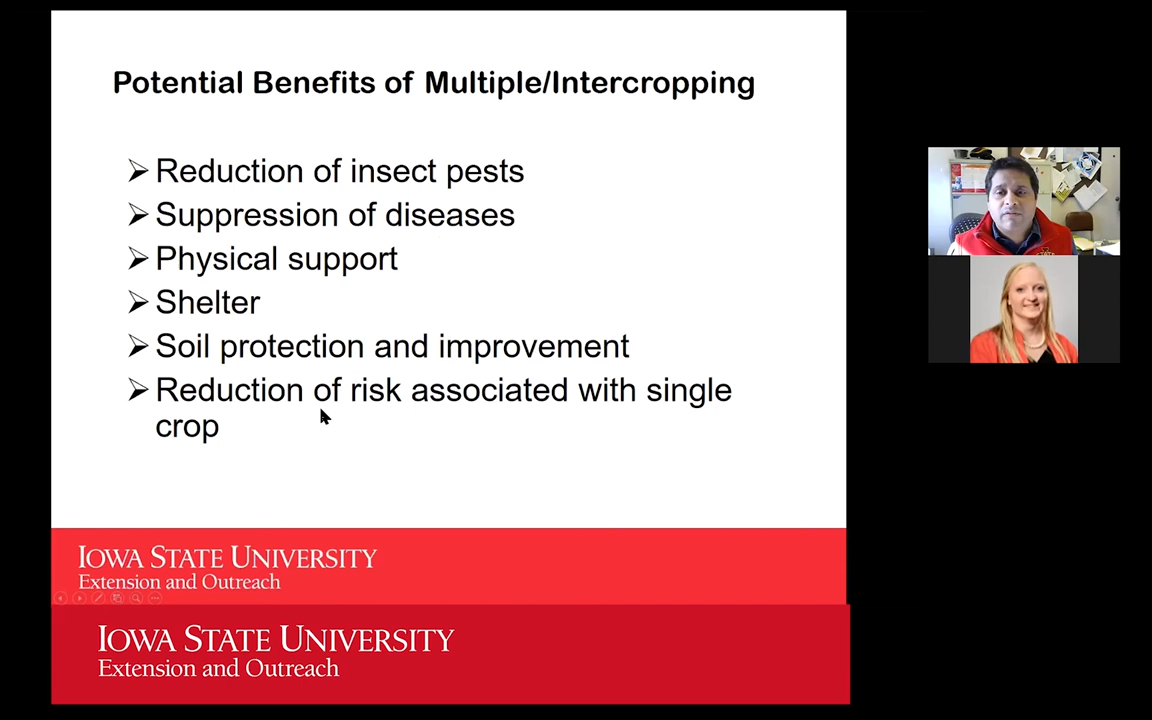 Potential Benefits of Multiple/Intercropping
Reduction of insect pests
Suppression of diseases
Physical support
Shelter
Soil protection and improvement
Reduction of risk associated with single
crop
IOWA STATE UNIVERSITY
Extension and Outreach
IOWA STATE UNIVERSITY
Extension and Outreach